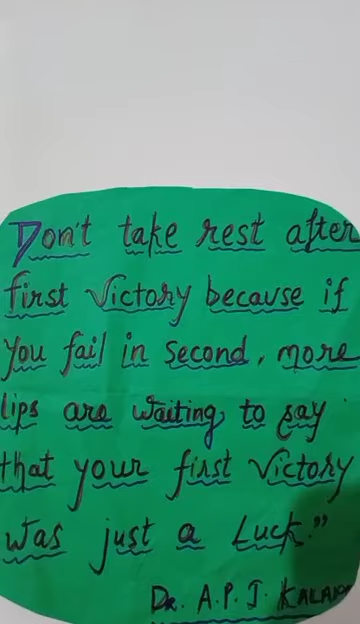 Don't take rest after
first Victory because if
You fail in second, more
lips are waiting to say
that your first Victory
was just a Luck."
DR. A.P.J. KALAM